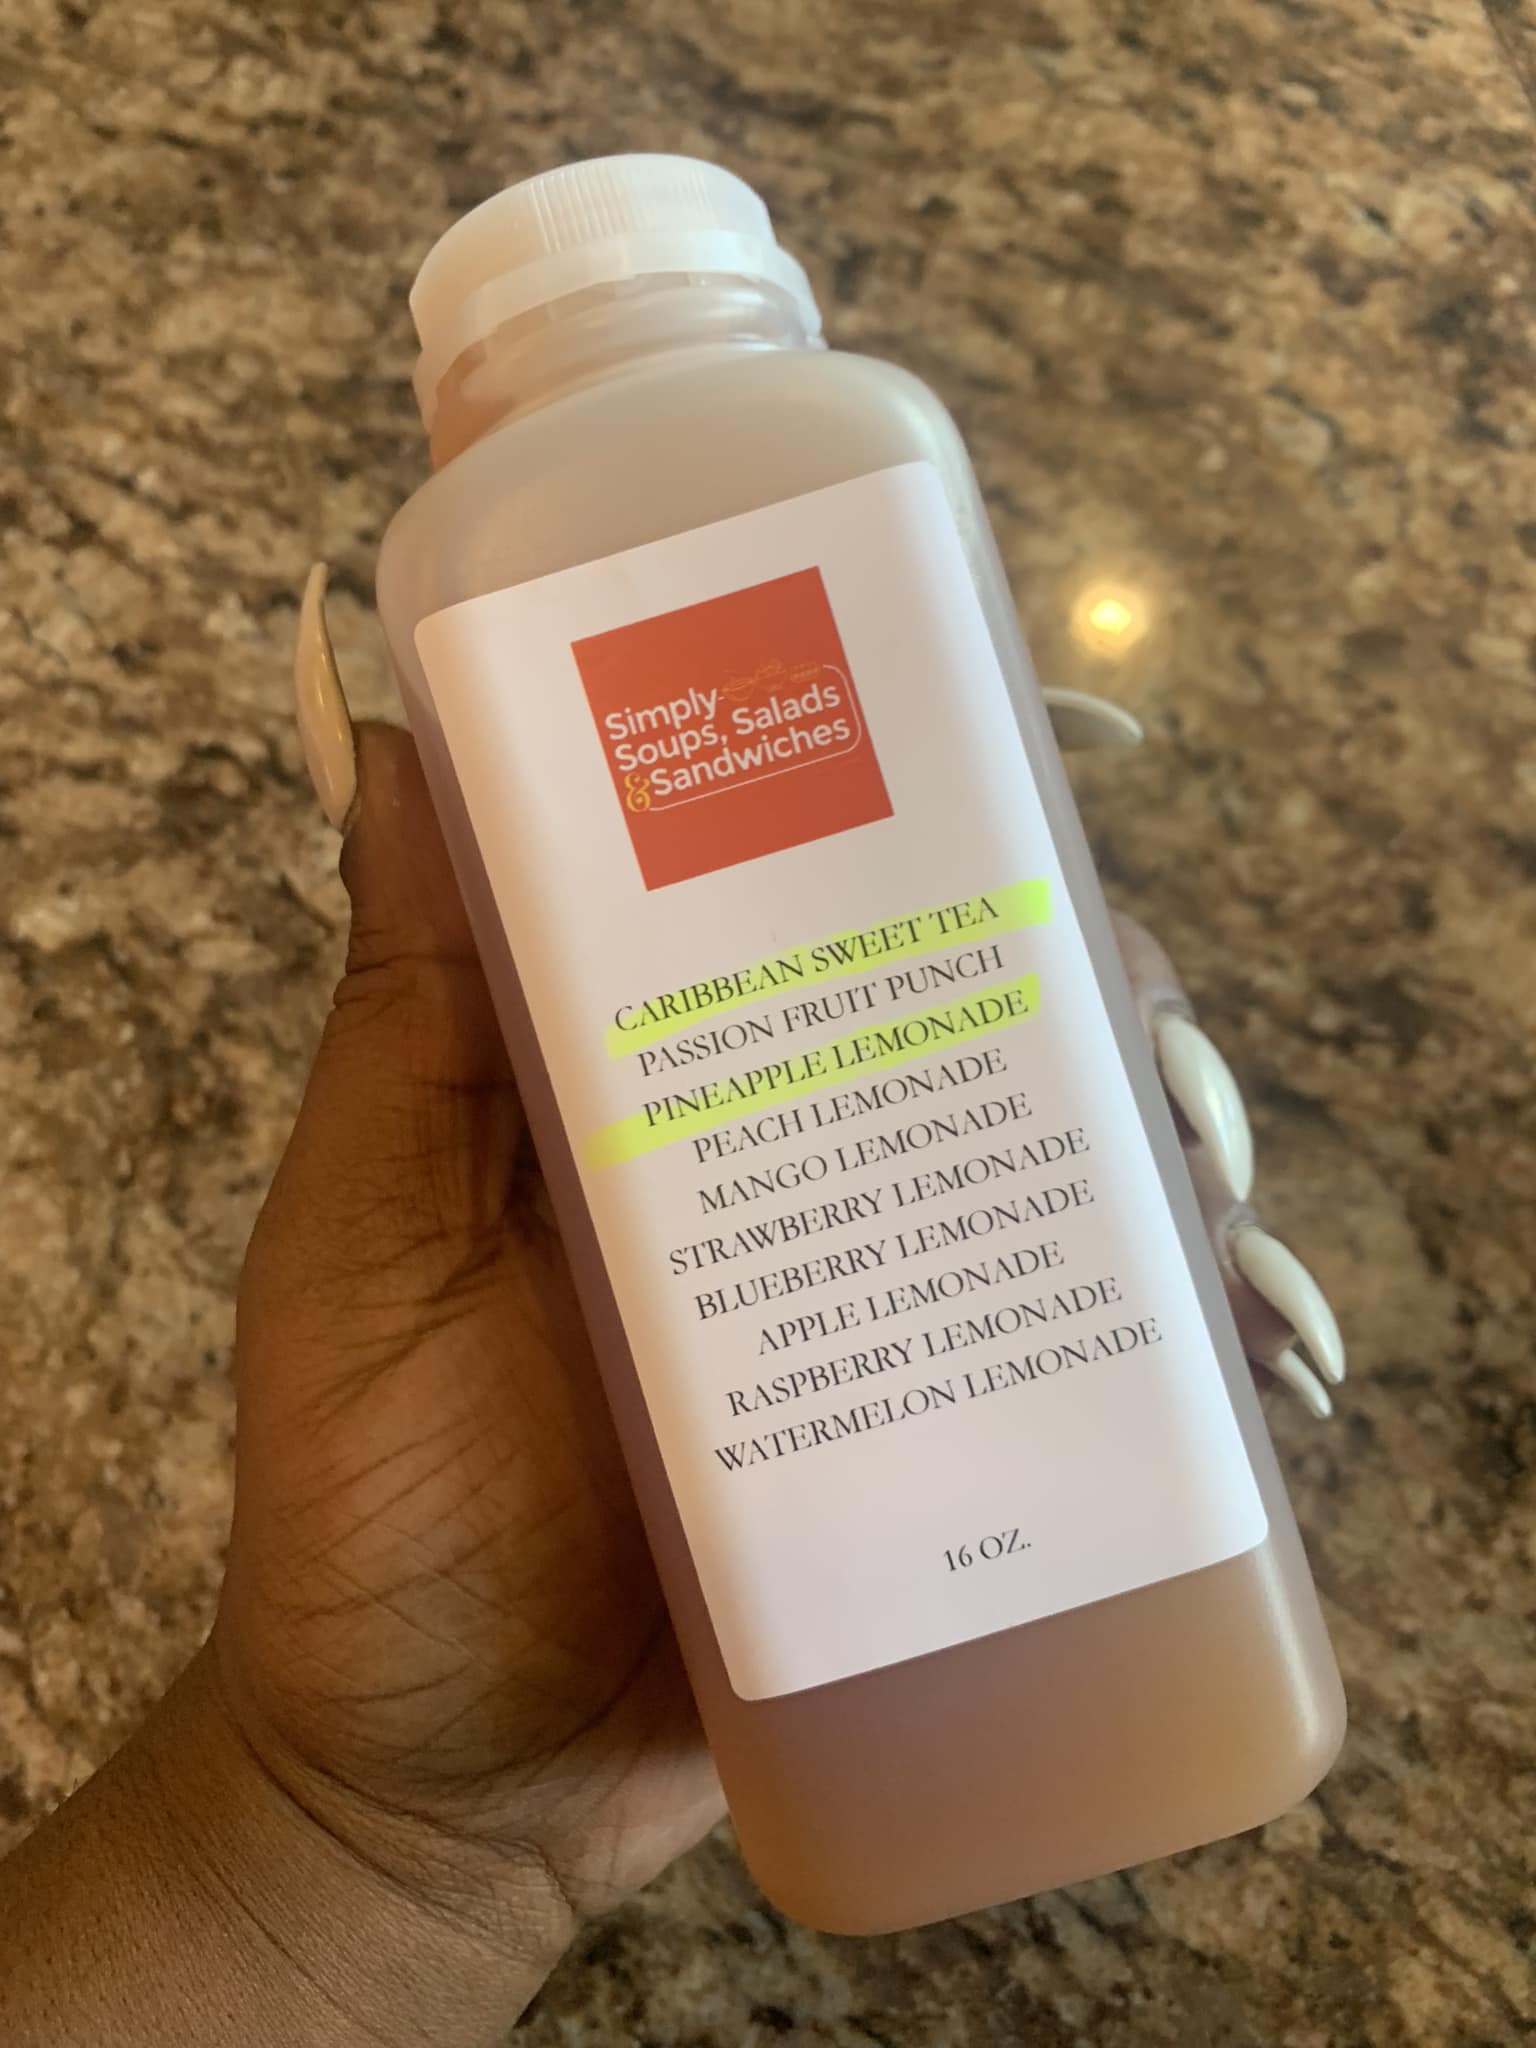 Simply
Soups, Salads
& Sandwiches
CARIBBEAN SWEET TEA
PASSION FRUIT PUNCH
PINEAPPLE LEMONADE
PEACH LEMONADE
MANGO LEMONADE
STRAWBERRY LEMONADE
BLUEBERRY LEMONADE
APPLE LEMONADE
RASPBERRY LEMONADE
WATERMELON LEMONADE
16 OZ.